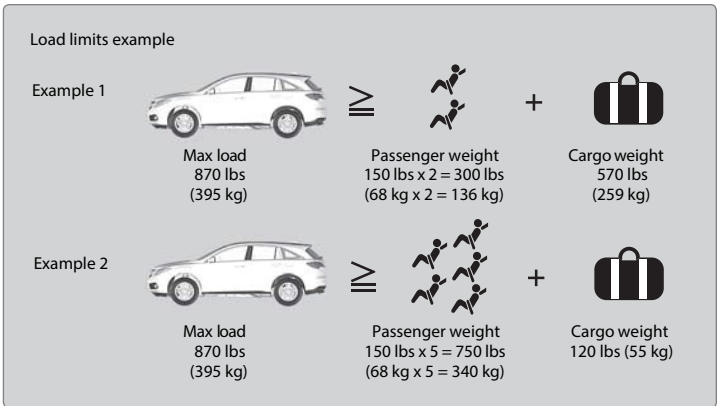 Load limits example
Example 1
≧
+
Max load
870 lbs
(395 kg)
Passenger weight
150 lbs x 2 = 300 lbs
(68 kg x 2 = 136 kg)
Cargo weight
570 lbs
(259 kg)
Example 2
≧
+
Max load
870 lbs
(395 kg)
Passenger weight
150 lbs x 5 = 750 lbs
(68 kg x 5 = 340 kg)
Cargo weight
120 lbs (55 kg)